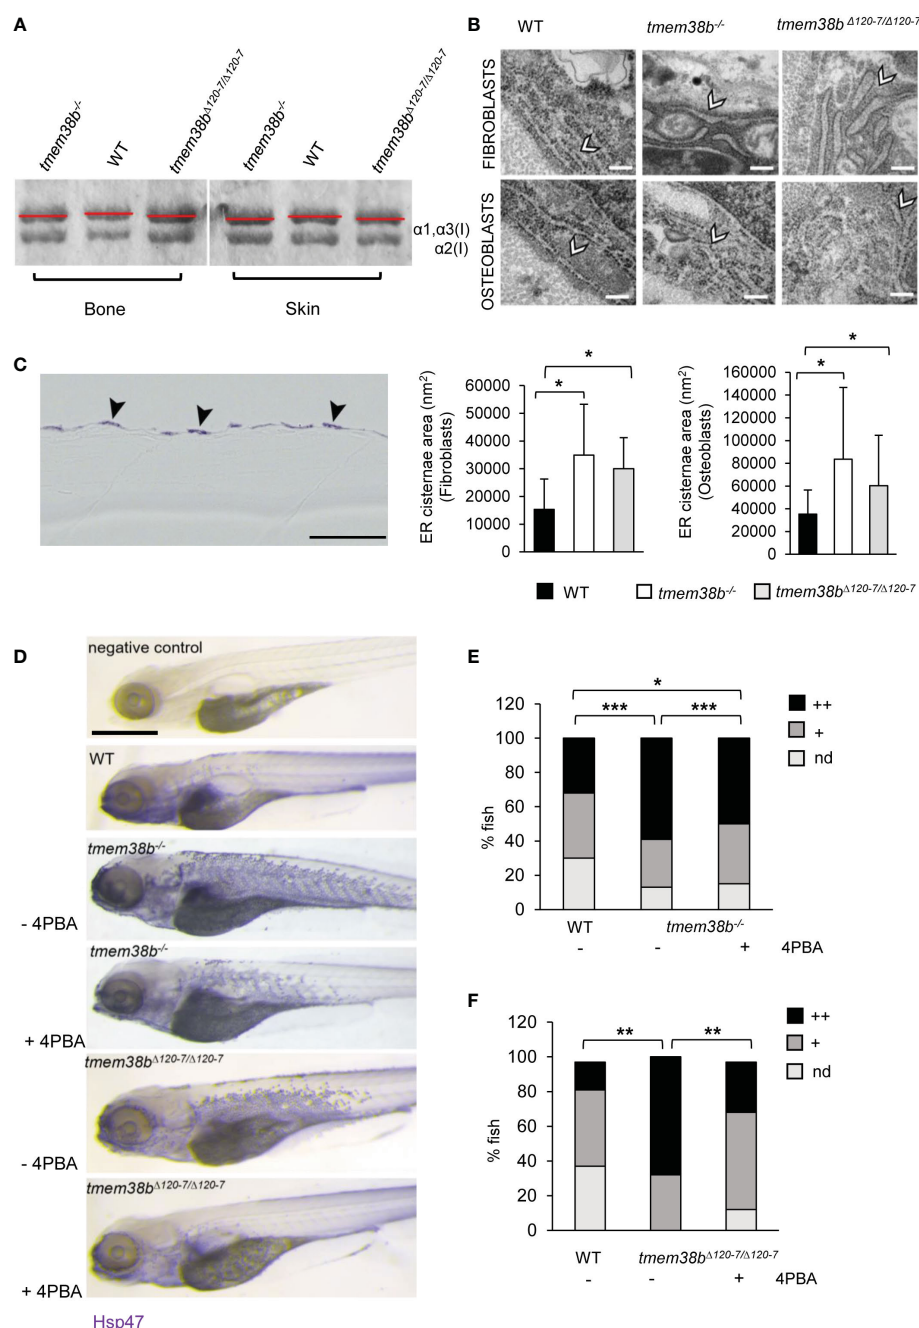 A
tmem38b-/-
WT
tmem38bΔ120-7/Δ120-7
tmem38b-/-
WT
tmem38bΔ120-7/Δ120-7
α1,α3(I)
α2(I)
Bone
Skin
B
WT
tmem38b-/-
tmem38b Δ120-7/Δ120-7
FIBROBLASTS
OSTEOBLASTS
C
ER cisternae area (nm2)
(Fibroblasts)
60000
50000
40000
30000
20000
10000
0
*
*
ER cisternae area (nm2)
(Osteoblasts)
160000
140000
120000
100000
80000
60000
40000
20000
0
*
*
WT
tmem38b-/-
tmem38bΔ120-7/Δ120-7
D
negative control
WT
tmem38b-/-
- 4PBA
tmem38b-/-
+ 4PBA
tmem38bΔ120-7/Δ120-7
- 4PBA
tmem38bΔ120-7/Δ120-7
+ 4PBA
Hsp47
E
% fish
120
100
80
60
40
20
0
*
*** ***
++
+
nd
WT tmem38b-/-
- - + 4PBA
F
% fish
120
100
80
60
40
20
0
** **
++
+
nd
WT tmem38bΔ120-7/Δ120-7
- - + 4PBA